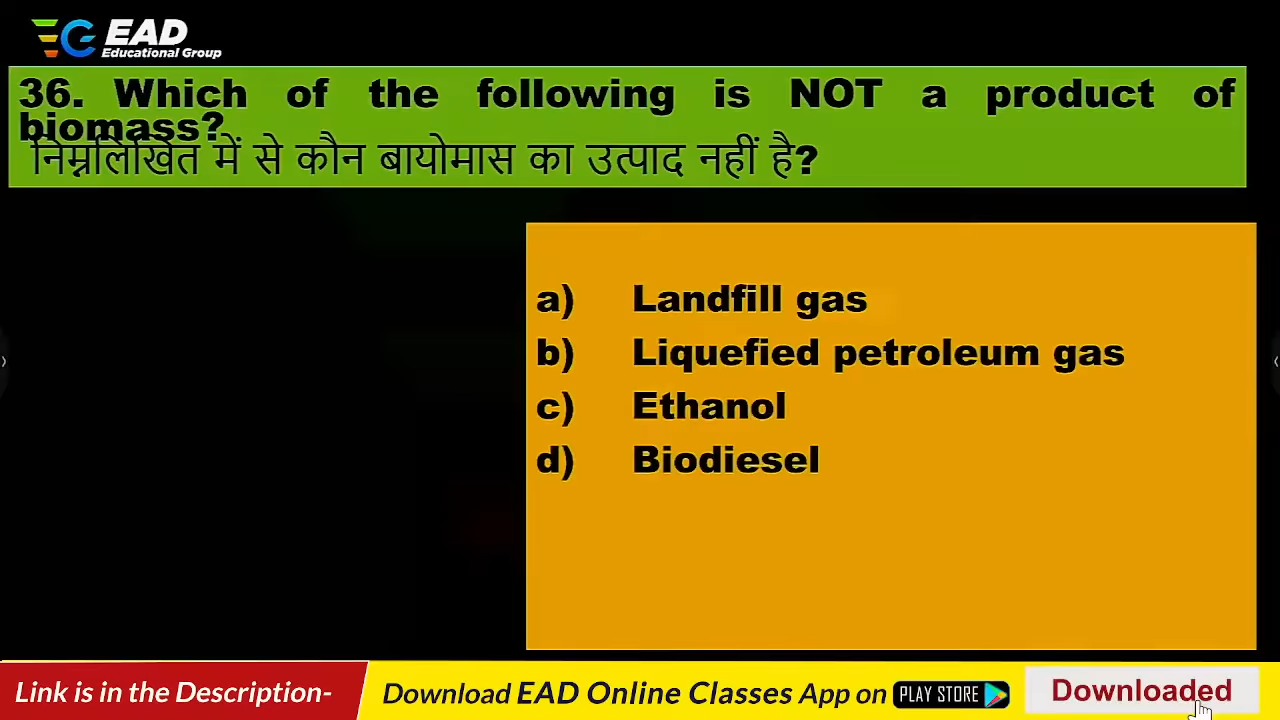 EAD
Educational Group
36. Which of the following is NOT a product of
biomass?
निम्नलिखित में से कौन बायोमास का उत्पाद नहीं है?
a) Landfill gas
b) Liquefied petroleum gas
c) Ethanol
d) Biodiesel
Link is in the Description- Download EAD Online Classes App on PLAY STORE Downloaded